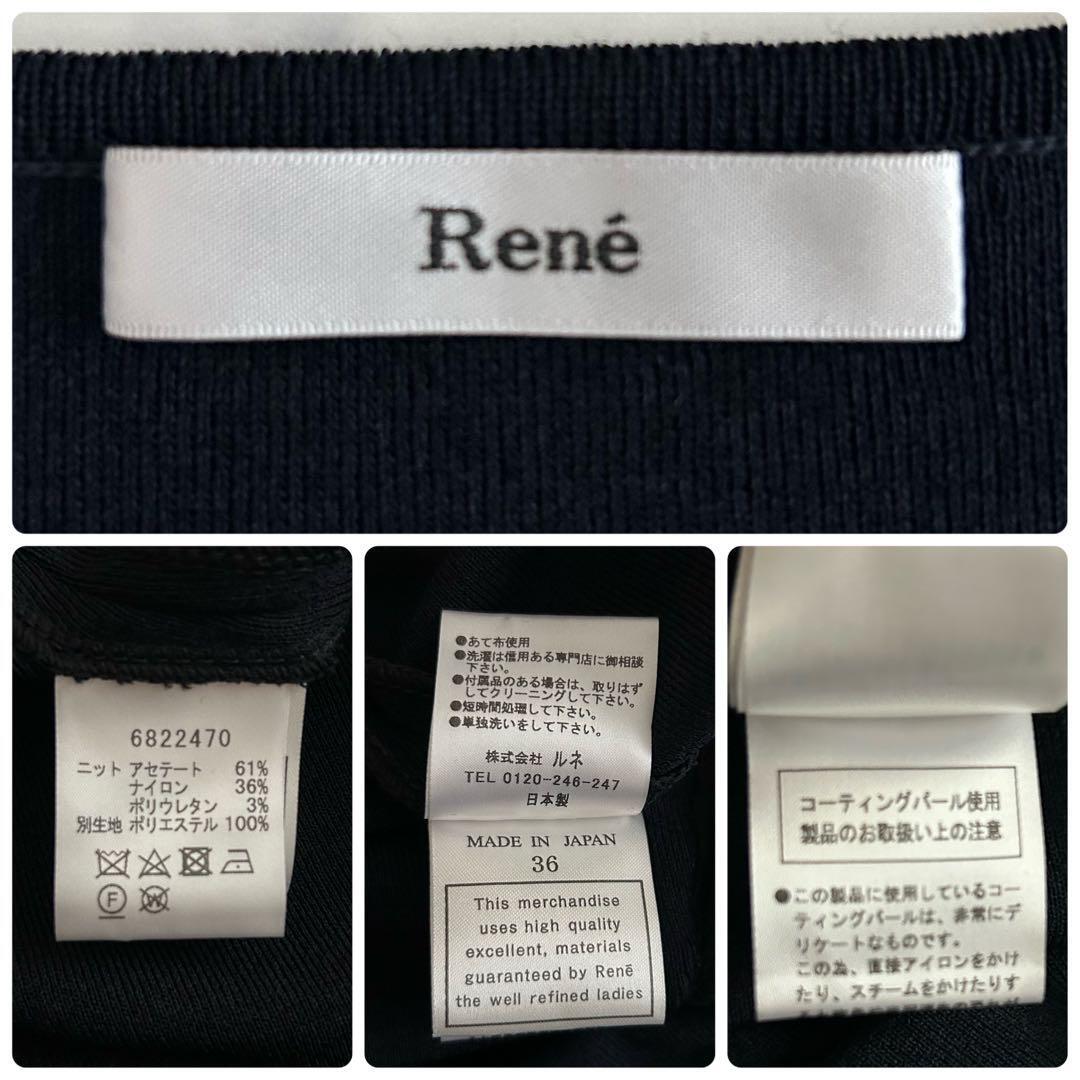 René
6822470
ニット アセテート 61%
ナイロン 36%
ポリウレタン 3%
別生地 ポリエステル 100%
F
W
●あて布使用
●洗濯は信用ある専門店に御相談
下さい。
●付属品のある場合は、取りはず
してクリーニングして下さい。
●短時間処理して下さい。
●単独洗いをして下さい。
株式会社 ルネ
TEL 0120-246-247
日本製
MADE IN JAPAN
36
This merchandise
uses high quality
excellent, materials
guaranteed by René
the well refined ladies
コーティングパール使用
製品のお取扱い上の注意
●この製品に使用しているコー
ティングパールは、非常にデ
リケートなものです。
この為、直接アイロンをかけ
たり、スチームをかけたりす